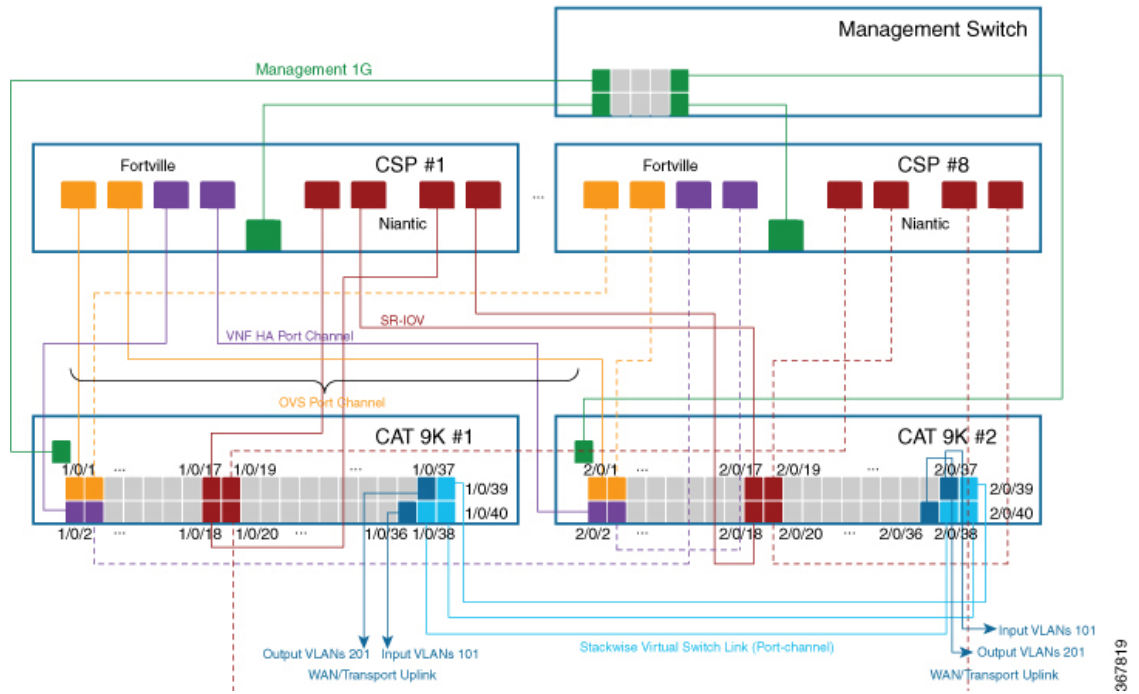 Management Switch
Management 1G
Fortville
CSP #1
Niantic
...
Fortville
CSP #8
Niantic
SR-IOV
VNF HA Port Channel
OVS Port Channel
CAT 9K #1
1/0/1 ... 1/0/17 1/0/19 ... 1/0/37
1/0/39
1/0/40
1/0/2 ... 1/0/18 1/0/20 ... 1/0/36 1/0/38
CAT 9K #2
2/0/1 ... 2/0/17 2/0/19 ... 2/0/37
2/0/39
2/0/40
2/0/2 ... 2/0/18 2/0/20 ... 2/0/36 2/0/38
Output VLANs 201 Input VLANs 101
WAN/Transport Uplink
Stackwise Virtual Switch Link (Port-channel)
Input VLANs 101
Output VLANs 201
WAN/Transport Uplink
367819